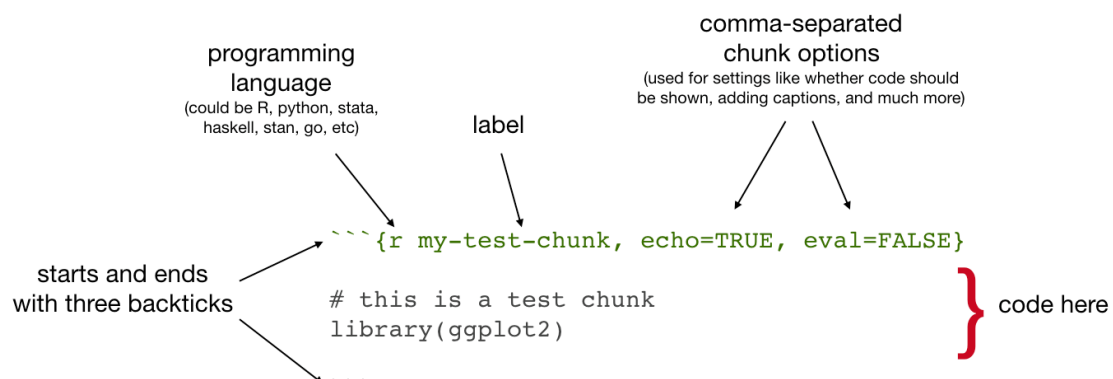 comma-separated
chunk options
(used for settings like whether code should
be shown, adding captions, and much more)
programming
language
(could be R, python, stata,
haskell, stan, go, etc)
label
```{r my-test-chunk, echo=TRUE, eval=FALSE}
starts and ends
with three backticks
# this is a test chunk
library(ggplot2)
code here
```